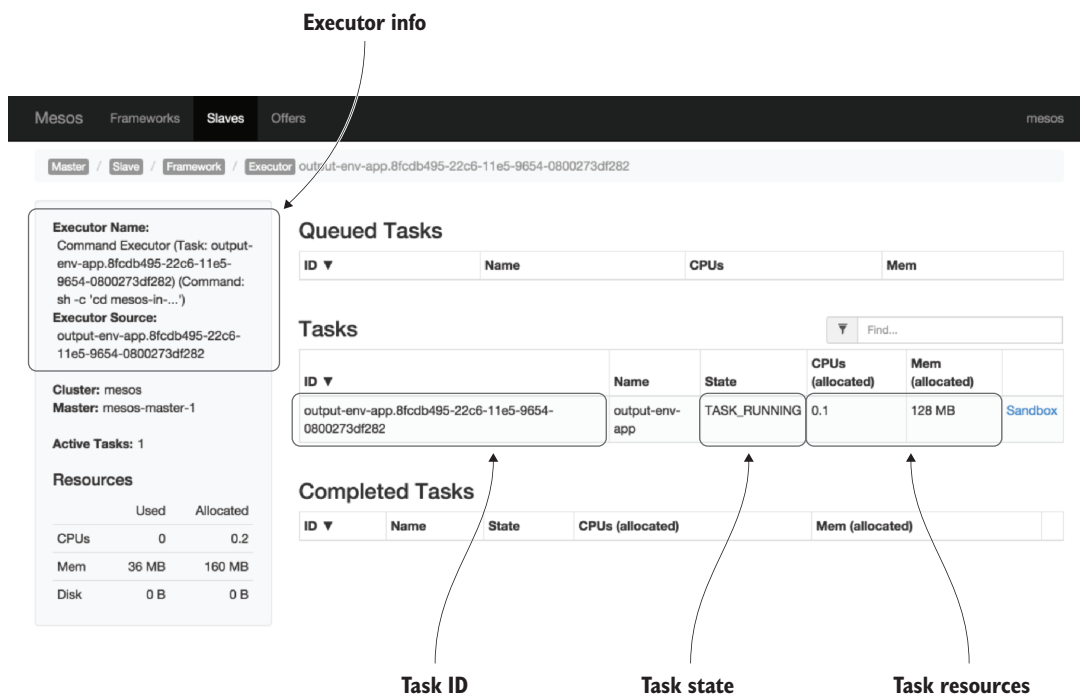 Executor info
Mesos Frameworks Slaves Offers mesos
Master / Slave / Framework / Executor output-env-app.8fcdb495-22c6-11e5-9654-0800273df282
Executor Name:
Command Executor (Task: output-
env-app.8fcdb495-22c6-11e5-
9654-0800273df282) (Command:
sh -c 'cd mesos-in-...')
Executor Source:
output-env-app.8fcdb495-22c6-
11e5-9654-0800273df282
Cluster: mesos
Master: mesos-master-1
Active Tasks: 1
Resources
Used Allocated
CPUs 0 0.2
Mem 36 MB 160 MB
Disk 0 B 0 B
Queued Tasks
ID ▼ Name CPUs Mem
Tasks
Find...
ID ▼ Name State CPUs (allocated) Mem (allocated)
output-env-app.8fcdb495-22c6-11e5-9654- output-env- TASK_RUNNING 0.1 128 MB Sandbox
0800273df282 app
Completed Tasks
ID ▼ Name State CPUs (allocated) Mem (allocated)
Task ID Task state Task resources